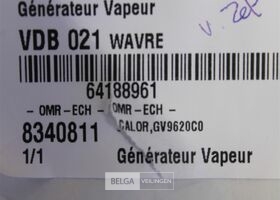 Générateur Vapeur
VDB 021 WAVRE
64188961
- OMR-ECH - - OMR-ECH -
8340811 CALOR,GV9620C0
1/1 Générateur Vapeur
BELGA VEILINGEN